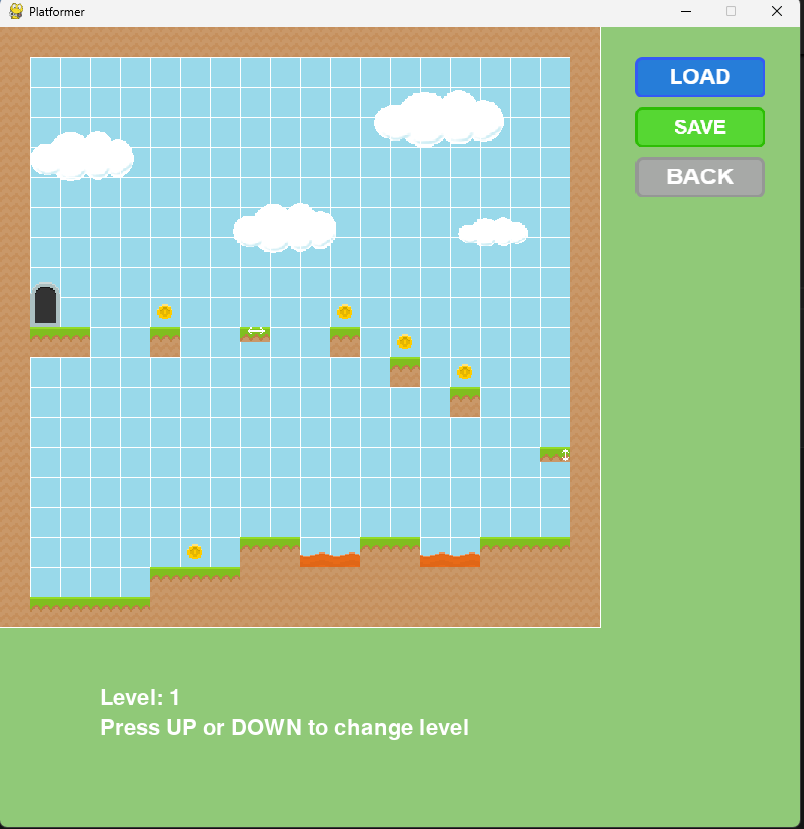 Platformer
LOAD
SAVE
BACK
Level: 1
Press UP or DOWN to change level